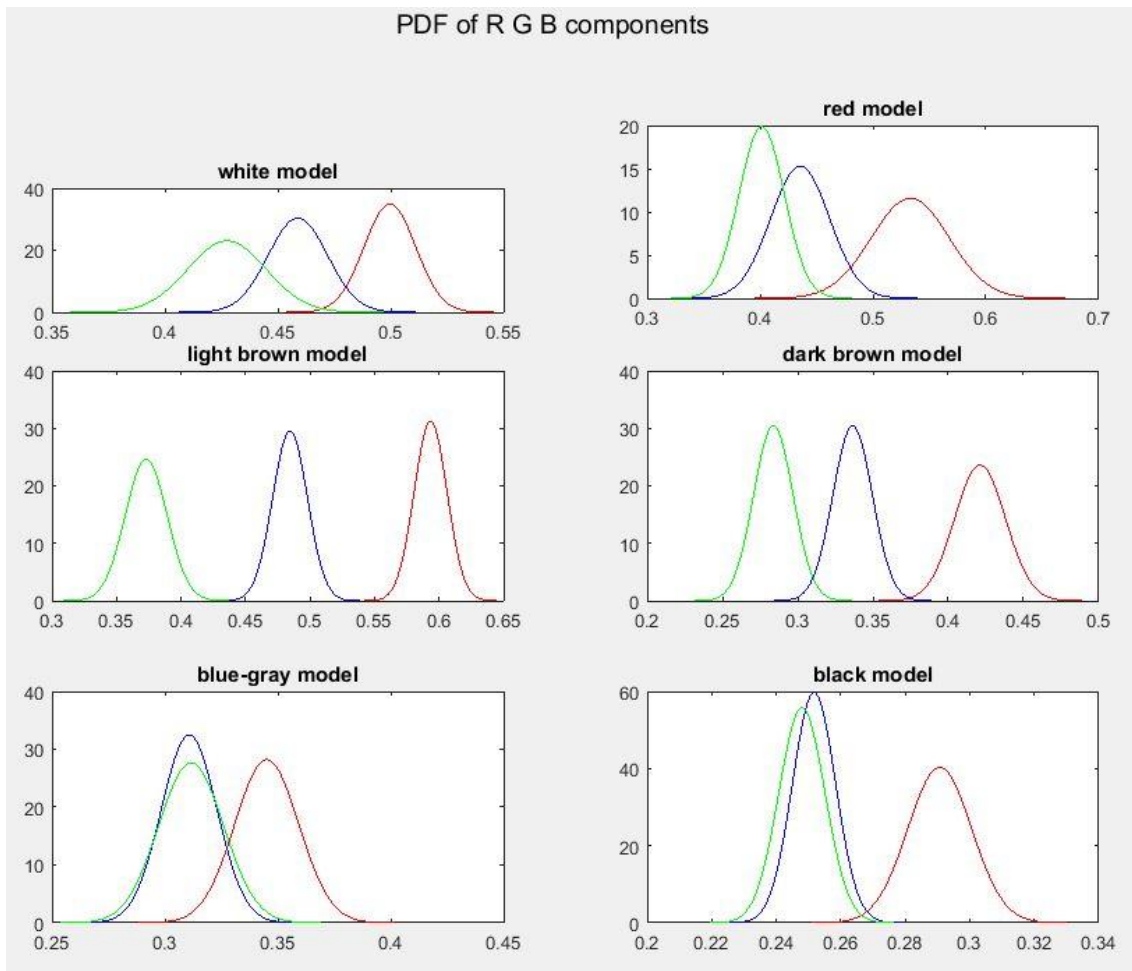 PDF of R G B components
white model
40
20
0
0.35 0.4 0.45 0.5 0.55
red model
20
15
10
5
0
0.3 0.4 0.5 0.6 0.7
light brown model
40
30
20
10
0
0.3 0.35 0.4 0.45 0.5 0.55 0.6 0.65
dark brown model
40
30
20
10
0
0.2 0.25 0.3 0.35 0.4 0.45 0.5
blue-gray model
40
30
20
10
0
0.25 0.3 0.35 0.4 0.45
black model
60
40
20
0
0.2 0.22 0.24 0.26 0.28 0.3 0.32 0.34